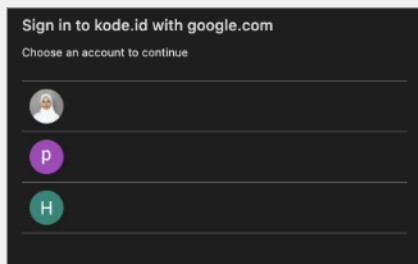 Sign in to kode.id with google.com
Choose an account to continue
p
H